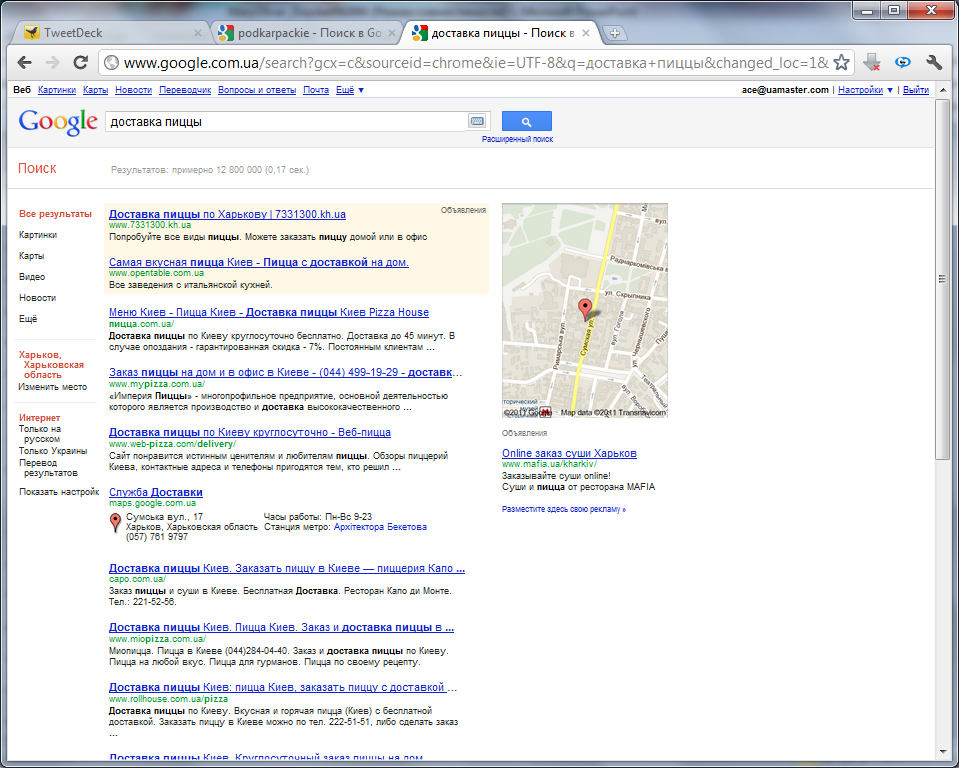 TweetDeck
podkarpackie - Поиск в Go
доставка пиццы - Поиск в
www.google.com.ua/search?gcx=c&sourceid=chrome&ie=UTF-8&q=доставка+пиццы&changed_loc=1&
Веб Картинки Карты Новости Переводчик Вопросы и ответы Почта Ещё ▼
ace@uamaster.com | Настройки ▼ | Выйти
Google
доставка пиццы
Расширенный поиск
Поиск
Результатов: примерно 12 800 000 (0,17 сек.)
Все результаты
Картинки
Карты
Видео
Новости
Ещё
Харьков,
Харьковская
область
Изменить место
Интернет
Только на
русском
Только Украины
Перевод
результатов
Показать настройк
Объявления
Доставка пиццы по Харькову | 7331300.kh.ua
www.7331300.kh.ua
Попробуйте все виды пиццы. Можете заказать пиццу домой или в офис
Самая вкусная пицца Киев - Пицца с доставкой на дом.
www.opentable.com.ua
Все заведения с итальянской кухней.
Меню Киев - Пицца Киев - Доставка пиццы Киев Pizza House
пицца.com.ua/
Доставка пиццы по Киеву круглосуточно бесплатно. Доставка до 45 минут. В
случае опоздания - гарантированная скидка - 7%. Постоянным клиентам ...
Заказ пиццы на дом и в офис в Киеве - (044) 499-19-29 - доставк...
www.mypizza.com.ua/
«Империя Пиццы» - многопрофильное предприятие, основной деятельностью
которого является производство и доставка высококачественного ...
Доставка пиццы по Киеву круглосуточно - Веб-пицца
www.web-pizza.com/delivery/
Сайт понравится истинным ценителям и любителям пиццы. Обзоры пиццерий
Киева, контактные адреса и телефоны пригодятся тем, кто решил ...
Служба Доставки
maps.google.com.ua
Сумська вул., 17
Харьков, Харьковская область
(057) 761 9797
Часы работы: Пн-Вс 9-23
Станция метро: Архітектора Бекетова
Доставка пиццы Киев. Заказать пиццу в Киеве — пиццерия Капо ...
capo.com.ua/
Заказ пиццы и суши в Киеве. Бесплатная Доставка. Ресторан Капо ди Монте.
Тел.: 221-52-56.
Доставка пиццы Киев. Пицца Киев. Заказ и доставка пиццы в ...
www.miopizza.com.ua/
Миопицца. Пицца в Киеве (044)284-04-40. Заказ и доставка пиццы по Киеву.
Пицца на любой вкус. Пицца для гурманов. Пицца по своему рецепту.
Доставка пиццы Киев: пицца Киев, заказать пиццу с доставкой ...
www.rollhouse.com.ua/pizza
Доставка пиццы по Киеву. Вкусная и горячая пицца (Киев) с бесплатной
доставкой. Заказать пиццу в Киеве можно по тел. 222-51-51, либо сделать заказ
...
Доставка пиццы Киев. Круглосуточный заказ пиццы на дом
Раднаркомівська в
ул. Скрыпника
Сумская ул.
Римарська вул.
ул. Гоголя
ул. Чернышевского
Театральный
©2011 Google - Map data ©2011 Transnavicom
Объявления
Online заказ суши Харьков
www.mafia.ua/kharkiv/
Заказывайте суши online!
Суши и пицца от ресторана MAFIA
Разместите здесь свою рекламу »